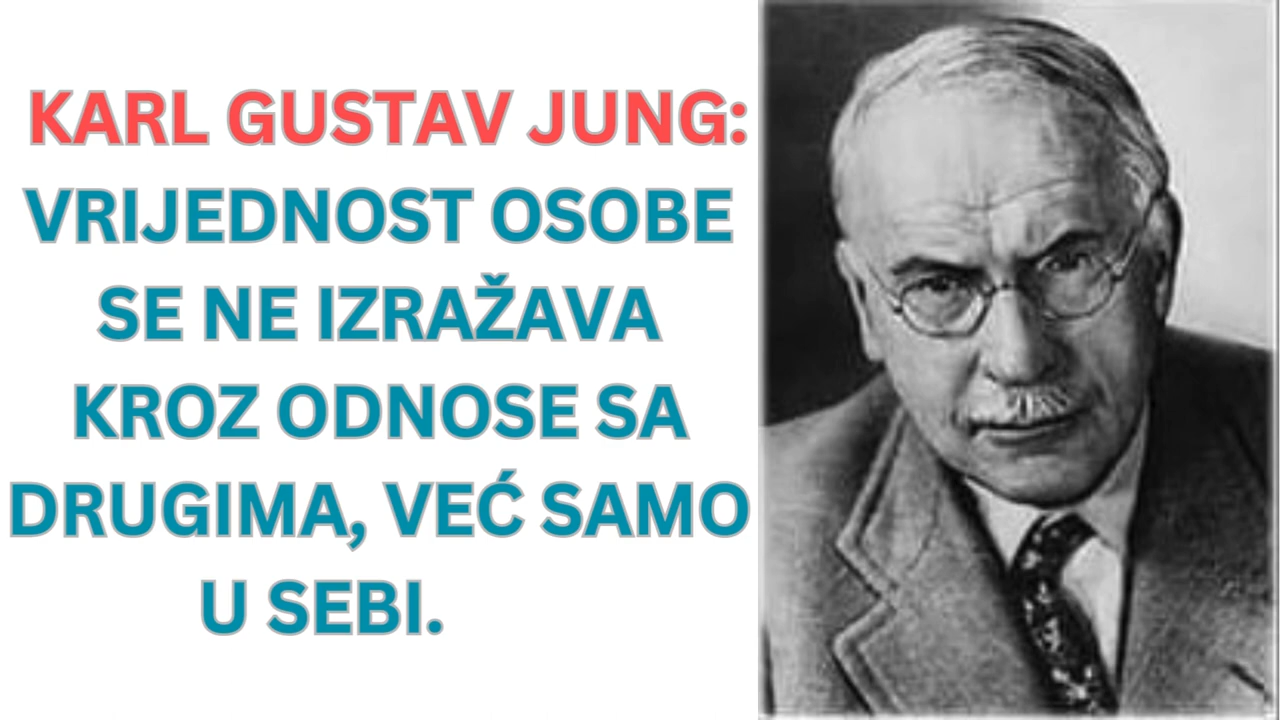 KARL GUSTAV JUNG:
VRIJEDNOST OSOBE
SE NE IZRAŽAVA
KROZ ODNOSE SA
DRUGIMA, VEĆ SAMO
U SEBI.